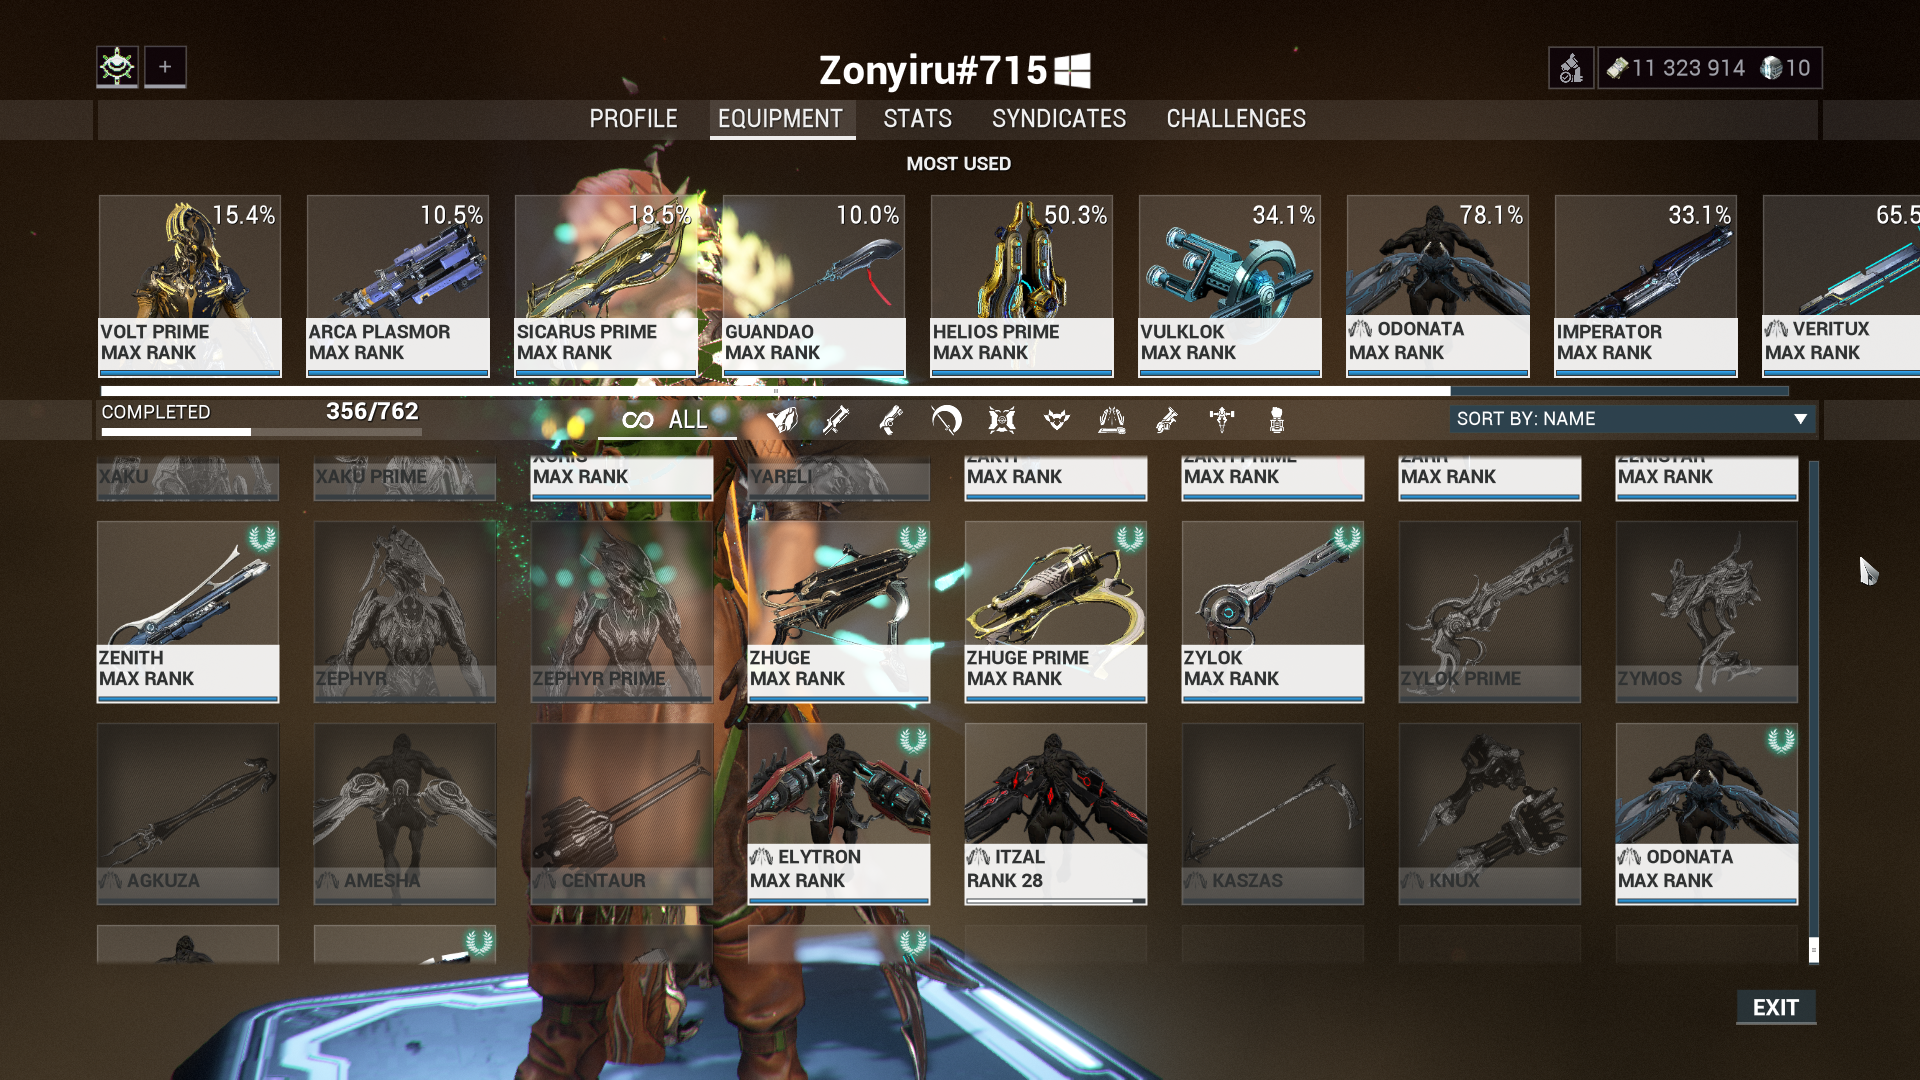 Zonyiru#715
11 323 914
10
PROFILE
EQUIPMENT
STATS
SYNDICATES
CHALLENGES
MOST USED
15.4%
10.5%
18.5%
10.0%
50.3%
34.1%
78.1%
33.1%
65.5
VOLT PRIME
MAX RANK
ARCA PLASMOR
MAX RANK
SICARUS PRIME
MAX RANK
GUANDAO
MAX RANK
HELIOS PRIME
MAX RANK
VULKLOK
MAX RANK
ODONATA
MAX RANK
IMPERATOR
MAX RANK
VERITUX
MAX RANK
COMPLETED
356/762
ALL
SORT BY: NAME
XAKU
XAKU PRIME
XORIS
MAX RANK
YARELI
ZAKTI
MAX RANK
ZAKTI PRIME
MAX RANK
ZARR
MAX RANK
ZENISTAR
MAX RANK
ZENITH
MAX RANK
ZEPHYR
ZEPHYR PRIME
ZHUGE
MAX RANK
ZHUGE PRIME
MAX RANK
ZYLOK
MAX RANK
ZYLOK PRIME
ZYMOS
AGKUZA
AMESHA
CENTAUR
ELYTRON
MAX RANK
ITZAL
RANK 28
KASZAS
KNUX
ODONATA
MAX RANK
EXIT